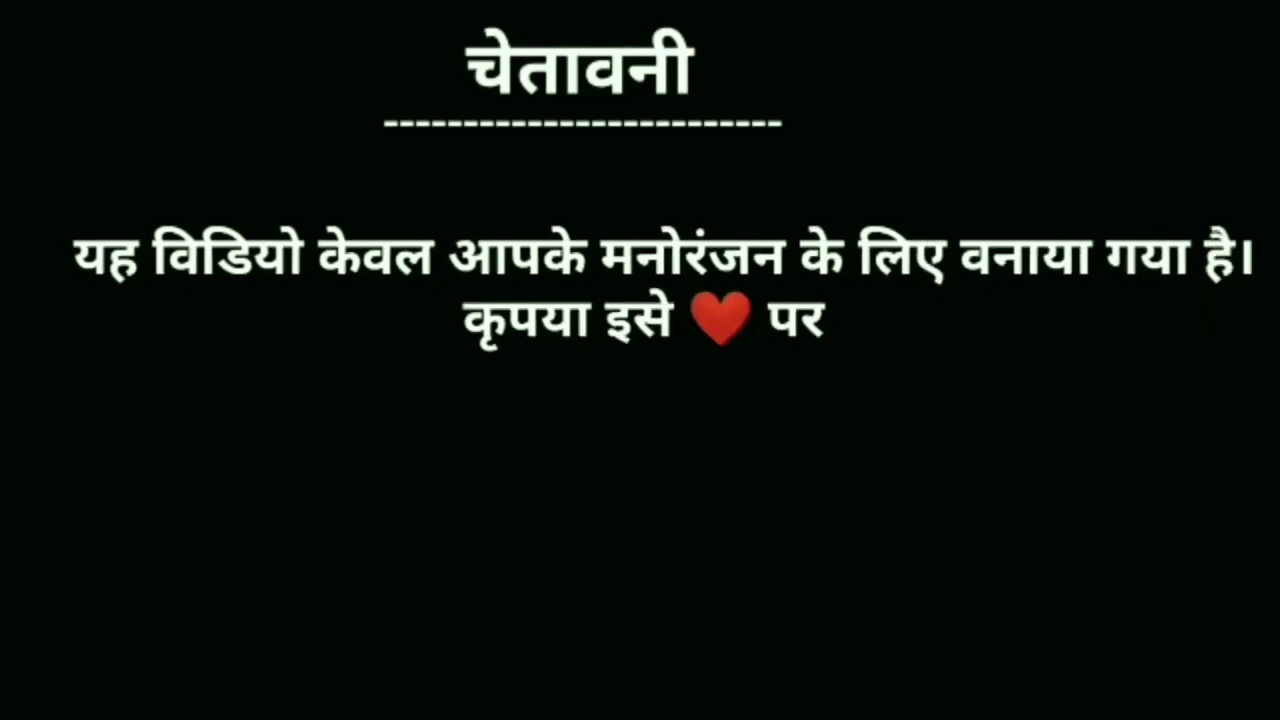 चेतावनी
-------------------------
यह विडियो केवल आपके मनोरंजन के लिए वनाया गया है।
कृपया इसे ❤️ पर